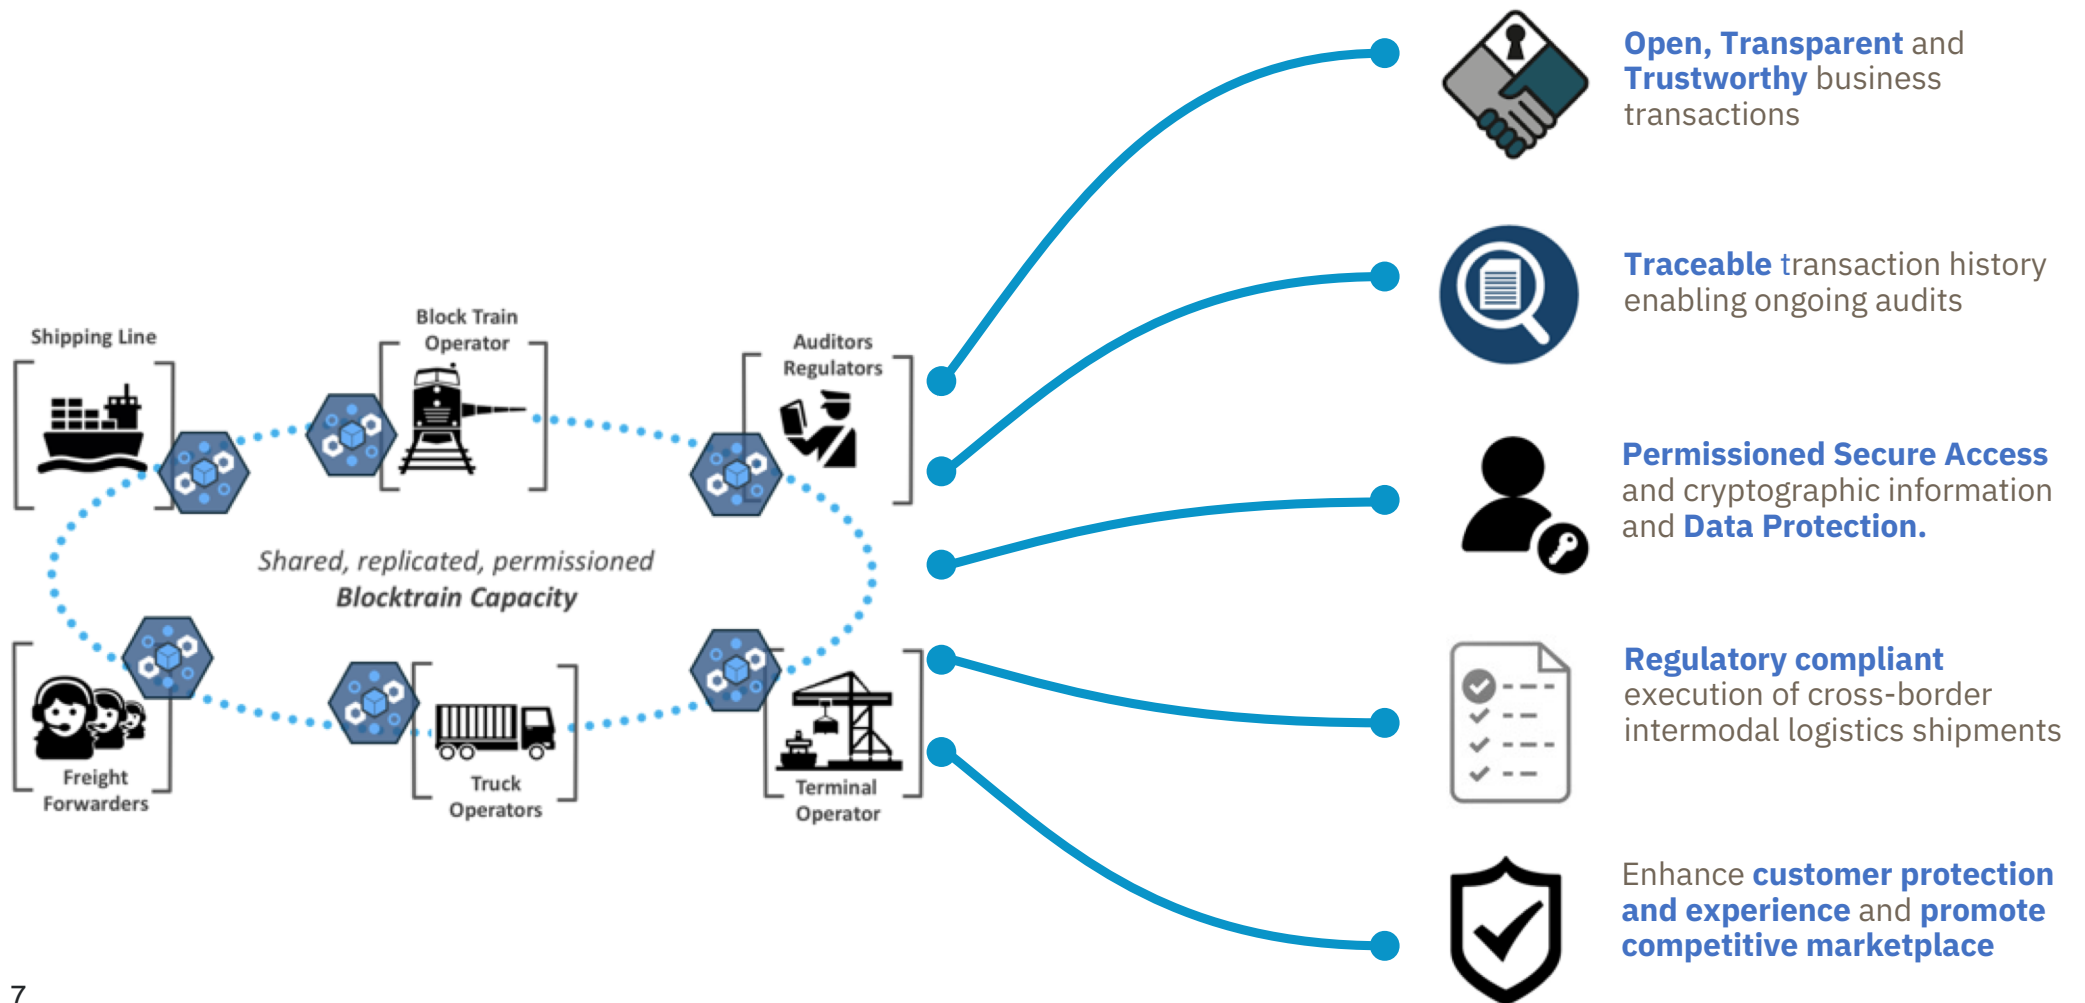 Shipping Line
Block Train
Operator
Auditors
Regulators
Shared, replicated, permissioned
Blocktrain Capacity
Freight
Forwarders
Truck
Operators
Terminal
Operator
Open, Transparent and
Trustworthy business
transactions
Traceable transaction history
enabling ongoing audits
Permissioned Secure Access
and cryptographic information
and Data Protection.
Regulatory compliant
execution of cross-border
intermodal logistics shipments
Enhance customer protection
and experience and promote
competitive marketplace
7